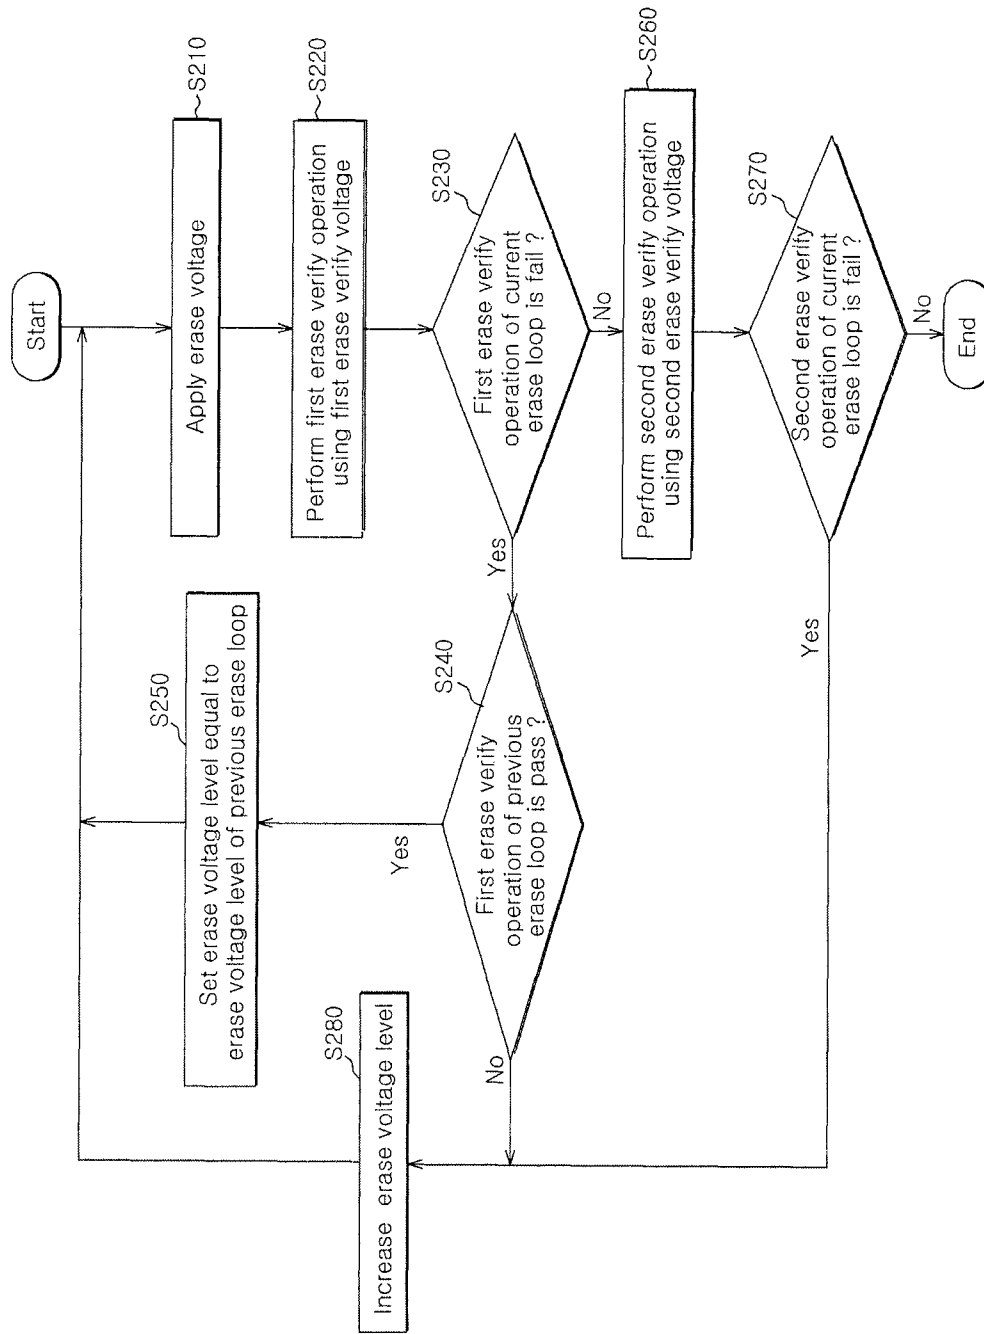 Start
S210
Apply erase voltage
S220
Perform first erase verify operation
using first erase verify voltage
S230
First erase verify
operation of current
erase loop is fail ?
Yes
No
S240
First erase verify
operation of previous
erase loop is pass ?
Yes
No
S250
Set erase voltage level equal to
erase voltage level of previous erase loop
S260
Perform second erase verify operation
using second erase verify voltage
S270
Second erase verify
operation of current
erase loop is fail ?
Yes
No
S280
Increase erase voltage level
End